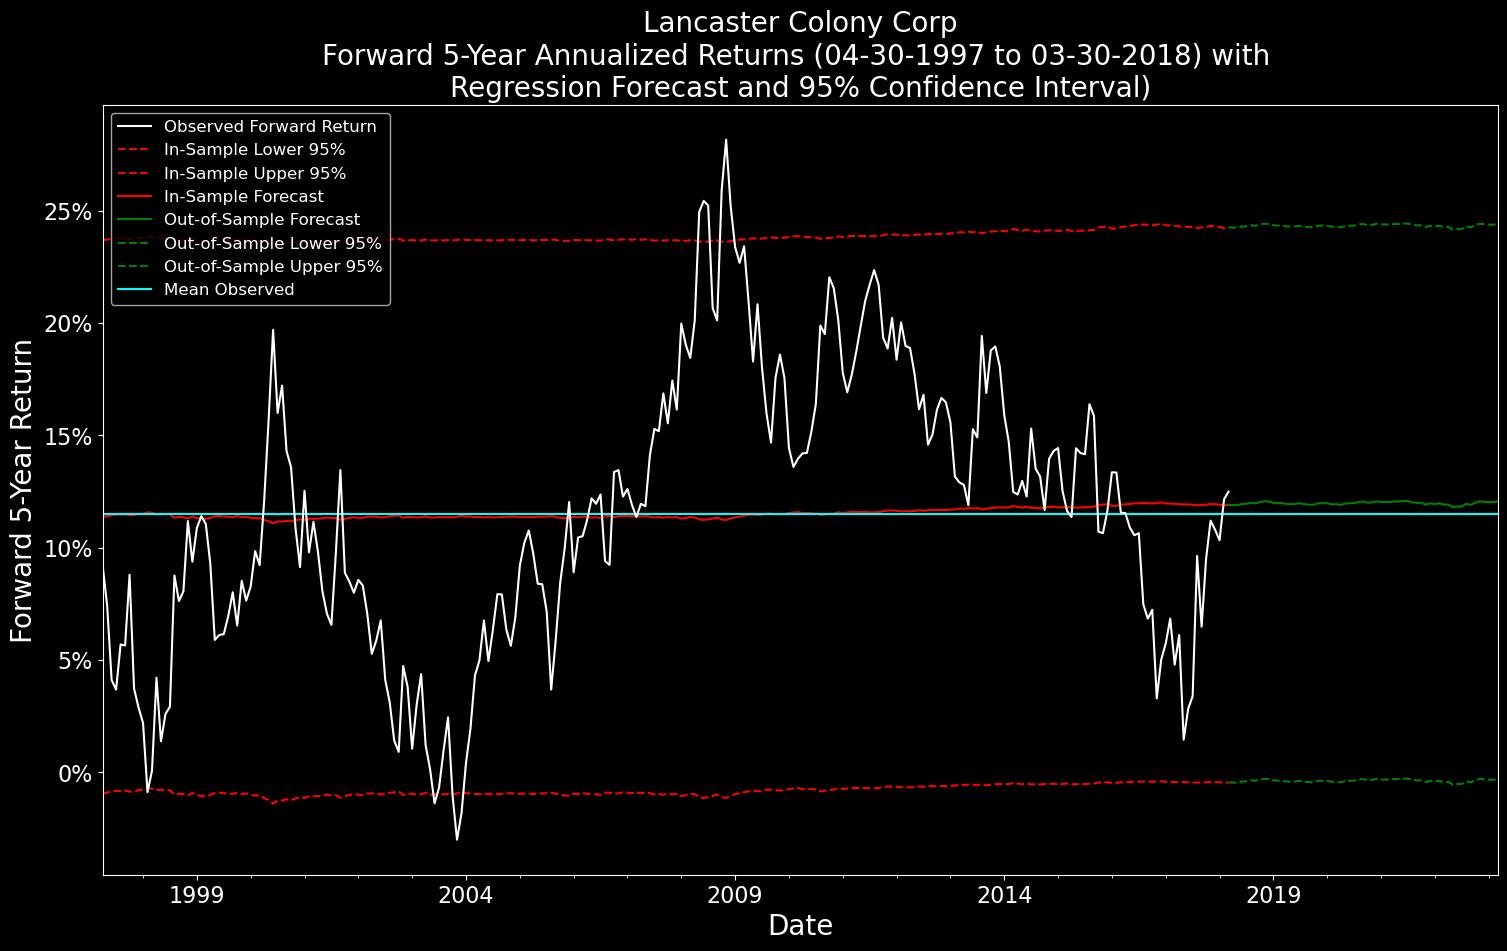 Lancaster Colony Corp
Forward 5-Year Annualized Returns (04-30-1997 to 03-30-2018) with
Regression Forecast and 95% Confidence Interval)
Observed Forward Return
In-Sample Lower 95%
In-Sample Upper 95%
In-Sample Forecast
Out-of-Sample Forecast
Out-of-Sample Lower 95%
Out-of-Sample Upper 95%
Mean Observed
Forward 5-Year Return
25%
20%
15%
10%
5%
0%
1999 2004 2009 2014 2019
Date